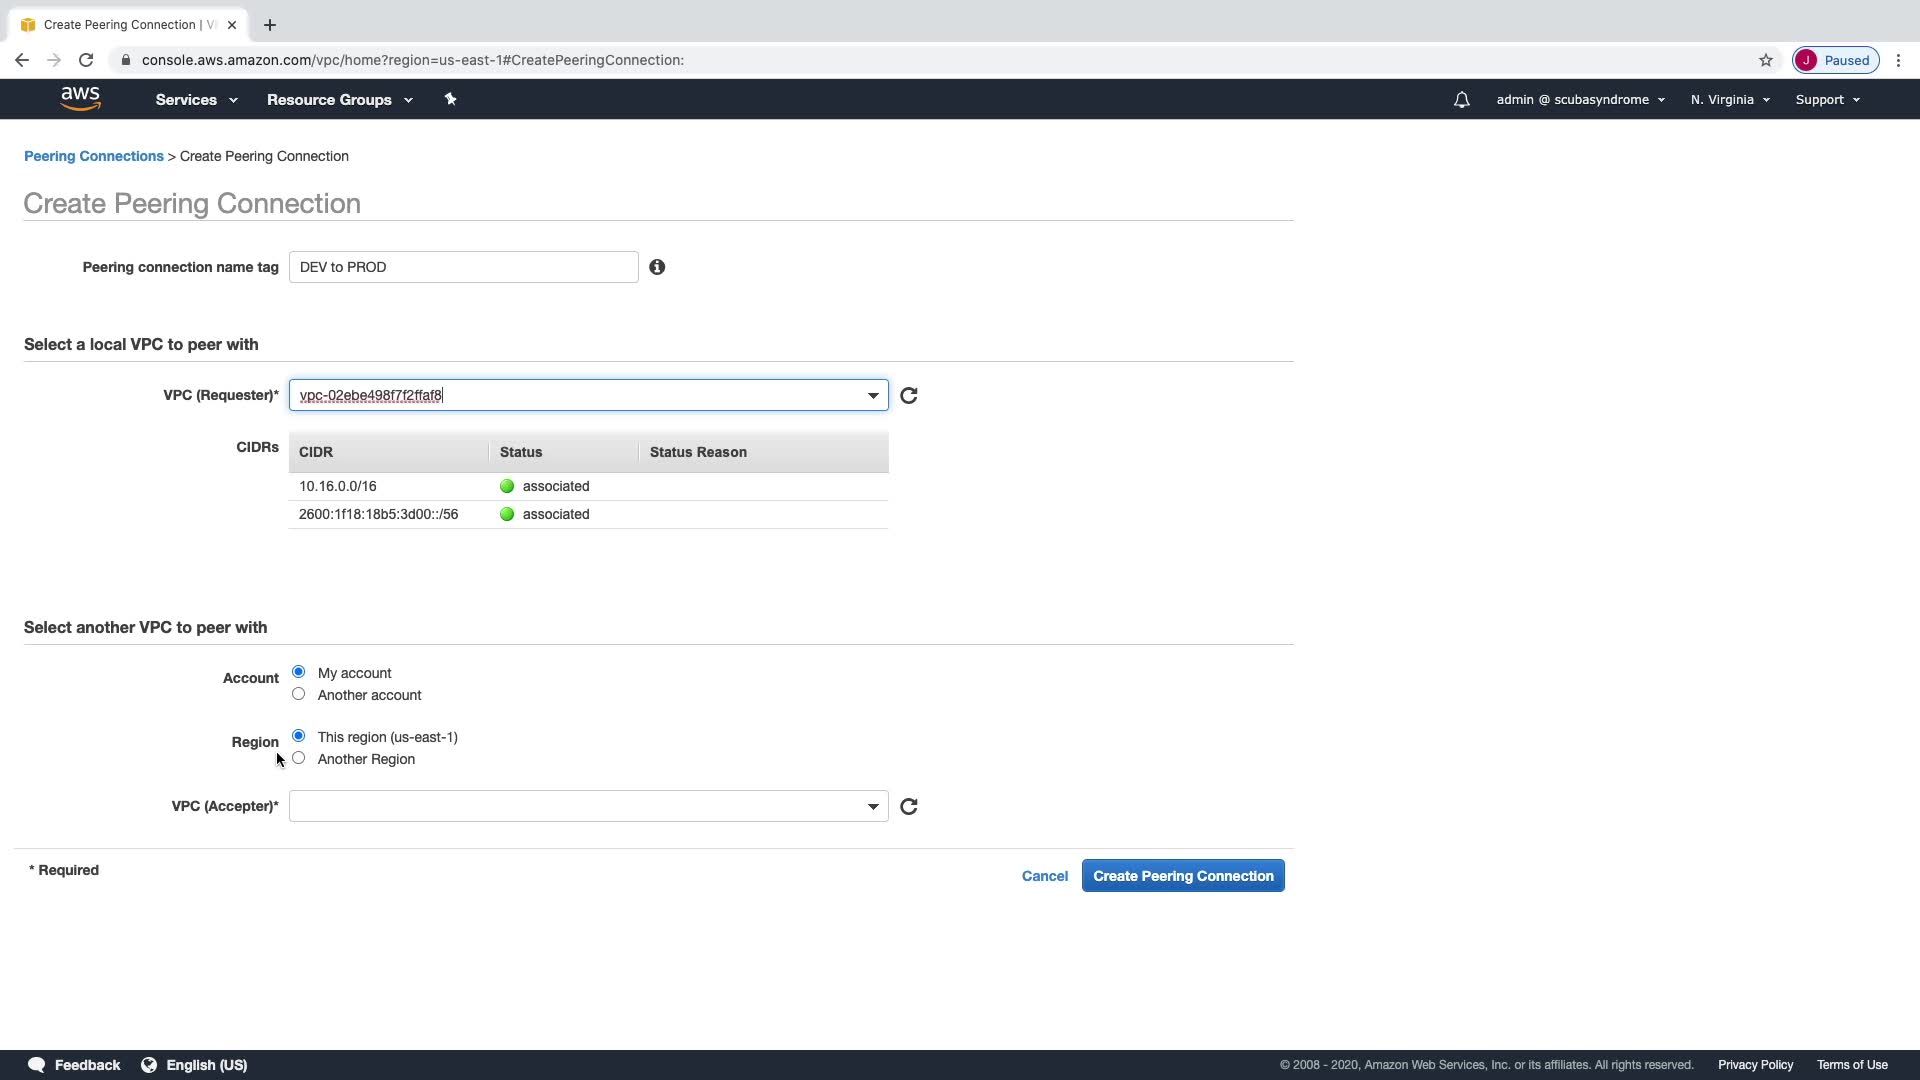 Create Peering Connection | V
console.aws.amazon.com/vpc/home?region=us-east-1#CreatePeeringConnection:
J Paused
aws Services Resource Groups admin @ scubasyndrome N. Virginia Support
Peering Connections > Create Peering Connection
Create Peering Connection
Peering connection name tag DEV to PROD
Select a local VPC to peer with
VPC (Requester)* vpc-02ebe498f7f2ffaf8
CIDRs CIDR Status Status Reason
10.16.0.0/16 associated
2600:1f18:18b5:3d00::/56 associated
Select another VPC to peer with
Account My account
Another account
Region This region (us-east-1)
Another Region
VPC (Accepter)*
* Required Cancel Create Peering Connection
Feedback English (US) © 2008 - 2020, Amazon Web Services, Inc. or its affiliates. All rights reserved. Privacy Policy Terms of Use